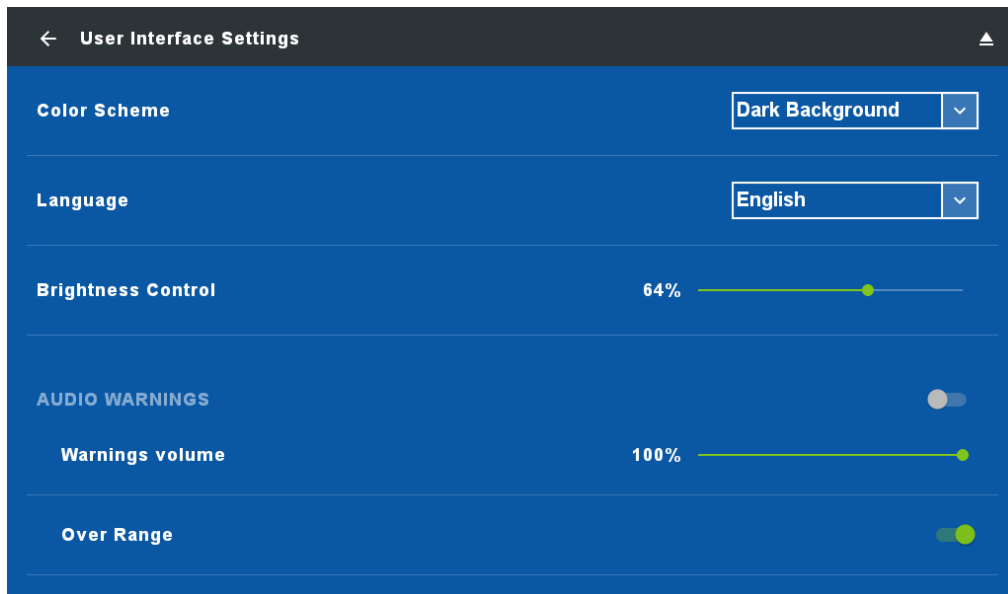 User Interface Settings
Color Scheme
Dark Background
Language
English
Brightness Control
64%
AUDIO WARNINGS
Warnings volume
100%
Over Range